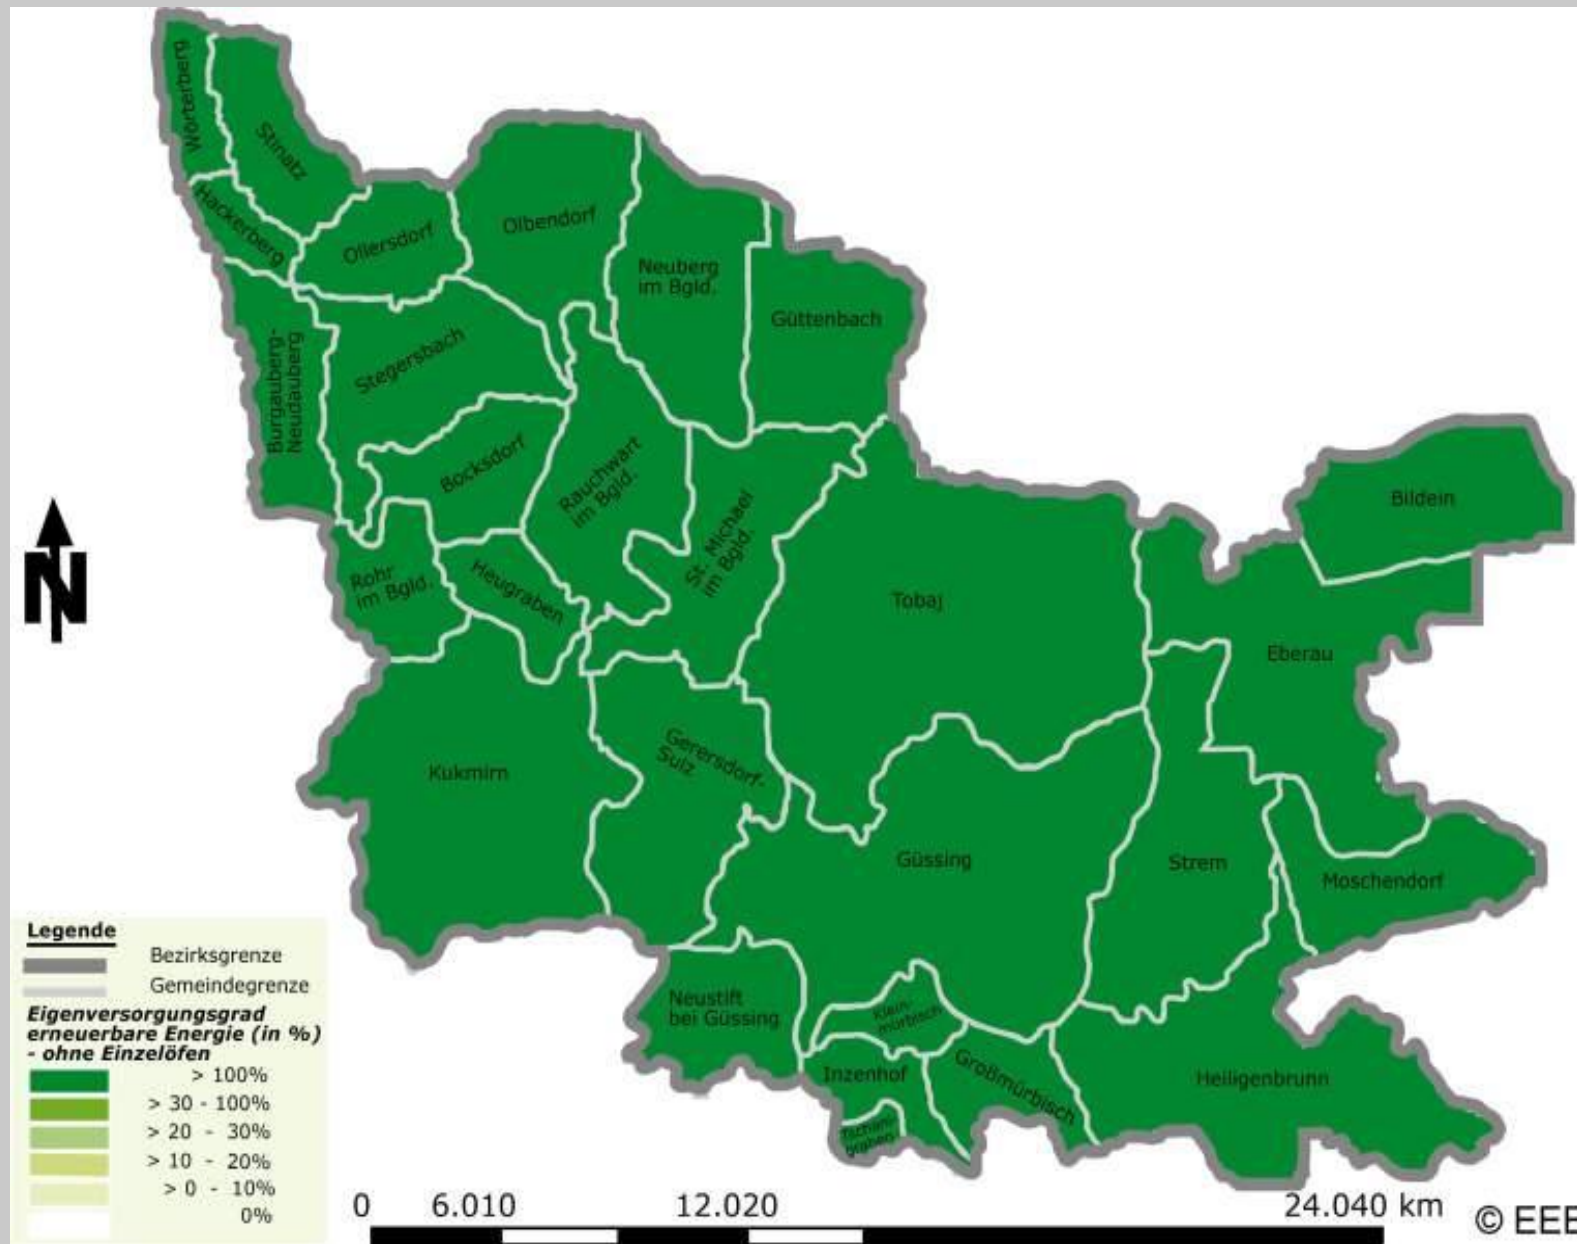 Wörterberg
Stinatz
Hackerberg
Ollersdorf
Olbendorf
Neuberg
im Bgld.
Güttenbach
Burgauberg-
Neudauberg
Stegersbach
Bocksdorf
Rauchwart
im Bgld.
St. Michael
im Bgld.
Bildein
Rohr
im Bgld.
Heugraben
Tobaj
Eberau
N
Kukmirn
Gerersdorf-
Sulz
Güssing
Strem
Moschendorf
Neustift
bei Güssing
Klein-
mürbisch
Inzenhof
Großmürbisch
Heiligenbrunn
Legende
Bezirksgrenze
Gemeindegrenze
Eigenversorgungsgrad
erneuerbare Energie (in %)
- ohne Einzelöfen
> 100%
> 30 - 100%
> 20 - 30%
> 10 - 20%
> 0 - 10%
0%
0 6.010 12.020 24.040 km
© EEE